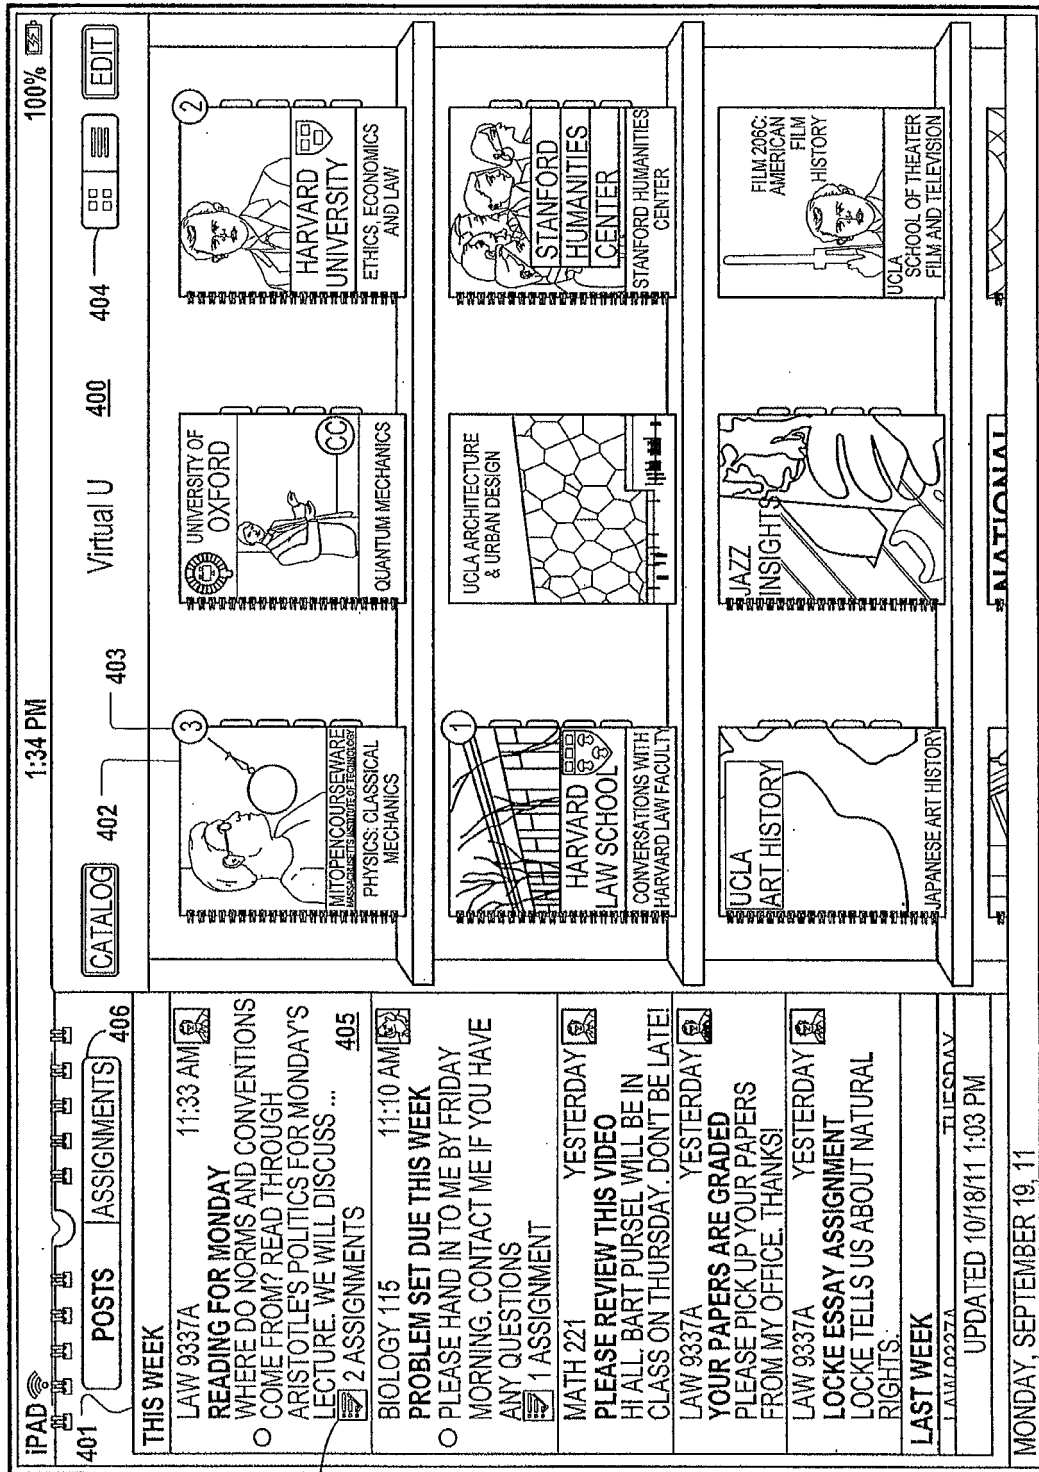 iPAD
1:34 PM
100%
401
POSTS
ASSIGNMENTS
406
THIS WEEK
LAW 9337A 11:33 AM
READING FOR MONDAY
WHERE DO NORMS AND CONVENTIONS
COME FROM? READ THROUGH
ARISTOTLE'S POLITICS FOR MONDAY'S
LECTURE. WE WILL DISCUSS ...
2 ASSIGNMENTS
405
BIOLOGY 115 11:10 AM
PROBLEM SET DUE THIS WEEK
PLEASE HAND IN TO ME BY FRIDAY
MORNING. CONTACT ME IF YOU HAVE
ANY QUESTIONS
1 ASSIGNMENT
MATH 221 YESTERDAY
PLEASE REVIEW THIS VIDEO
HI ALL. BART PURSEL WILL BE IN
CLASS ON THURSDAY. DON'T BE LATE!
LAW 9337A YESTERDAY
YOUR PAPERS ARE GRADED
PLEASE PICK UP YOUR PAPERS
FROM MY OFFICE. THANKS!
LAW 9337A YESTERDAY
LOCKE ESSAY ASSIGNMENT
LOCKE TELLS US ABOUT NATURAL
RIGHTS.
LAST WEEK
LAW 9337A TUESDAY
UPDATED 10/18/11 1:03 PM
MONDAY, SEPTEMBER 19, 11
CATALOG
402
403
Virtual U
400
404
EDIT
3
MITOPENCOURSEWARE
MASSACHUSETTS INSTITUTE OF TECHNOLOGY
PHYSICS: CLASSICAL
MECHANICS
UNIVERSITY OF
OXFORD
CC
QUANTUM MECHANICS
2
HARVARD
UNIVERSITY
ETHICS, ECONOMICS
AND LAW
1
HARVARD
LAW SCHOOL
CONVERSATIONS WITH
HARVARD LAW FACULTY
UCLA ARCHITECTURE
& URBAN DESIGN
STANFORD
HUMANITIES
CENTER
STANFORD HUMANITIES
CENTER
UCLA
ART HISTORY
JAPANESE ART HISTORY
JAZZ
INSIGHTS
FILM 206C:
AMERICAN
FILM
HISTORY
UCLA
SCHOOL OF THEATER
FILM AND TELEVISION
NATIONAL